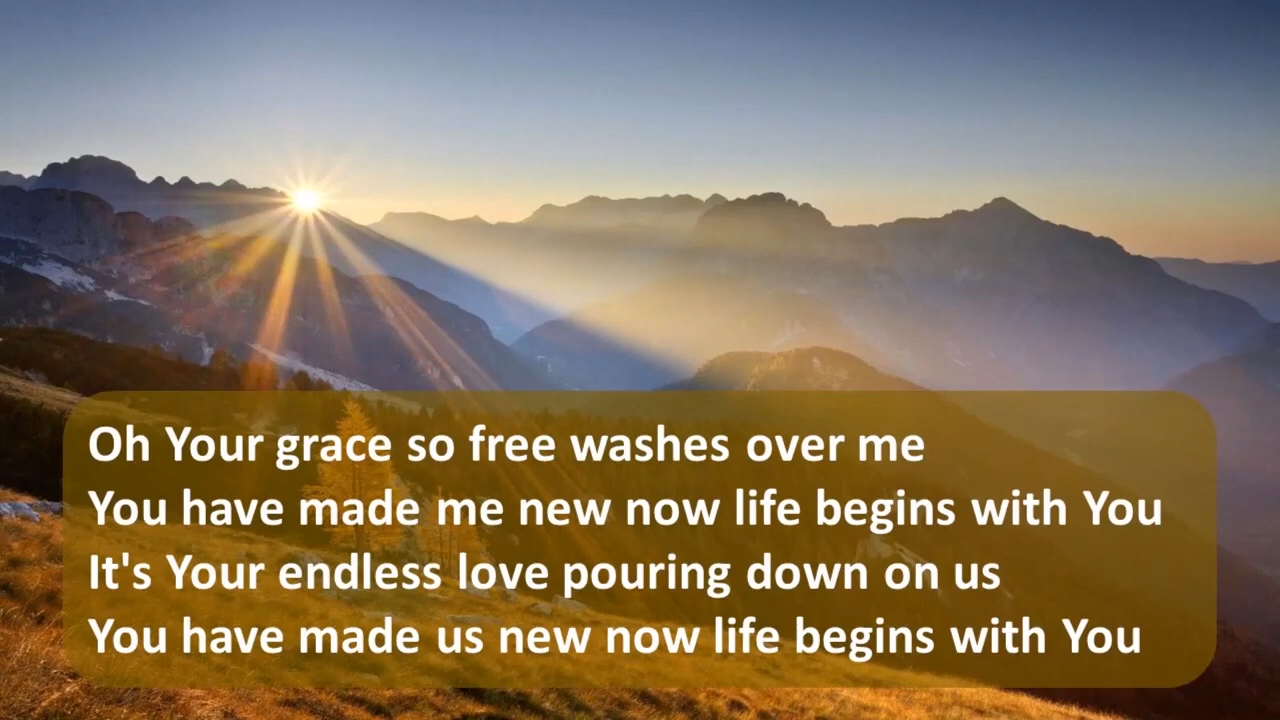 Oh Your grace so free washes over me
You have made me new now life begins with You
It's Your endless love pouring down on us
You have made us new now life begins with You